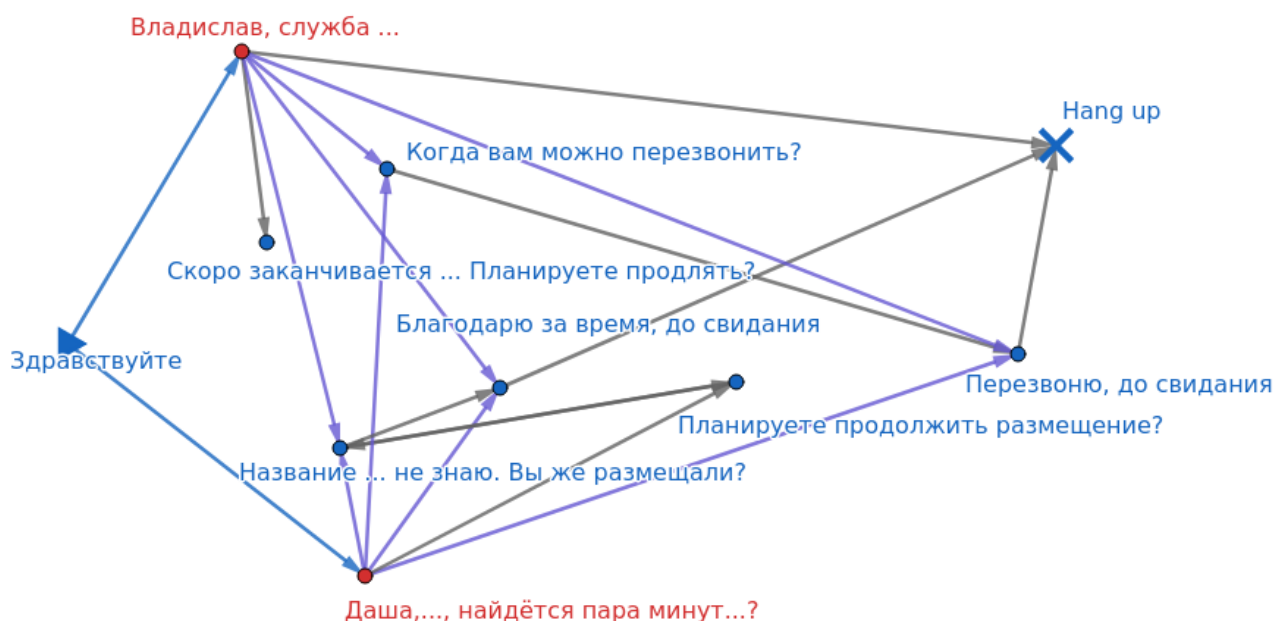 Владислав, служба ...
Hang up
Когда вам можно перезвонить?
Скоро заканчивается ... Планируете продлять?
Благодарю за время, до свидания
Здравствуйте
Перезвоню, до свидания
Планируете продолжить размещение?
Название ... не знаю. Вы же размещали?
Даша,..., найдётся пара минут...?